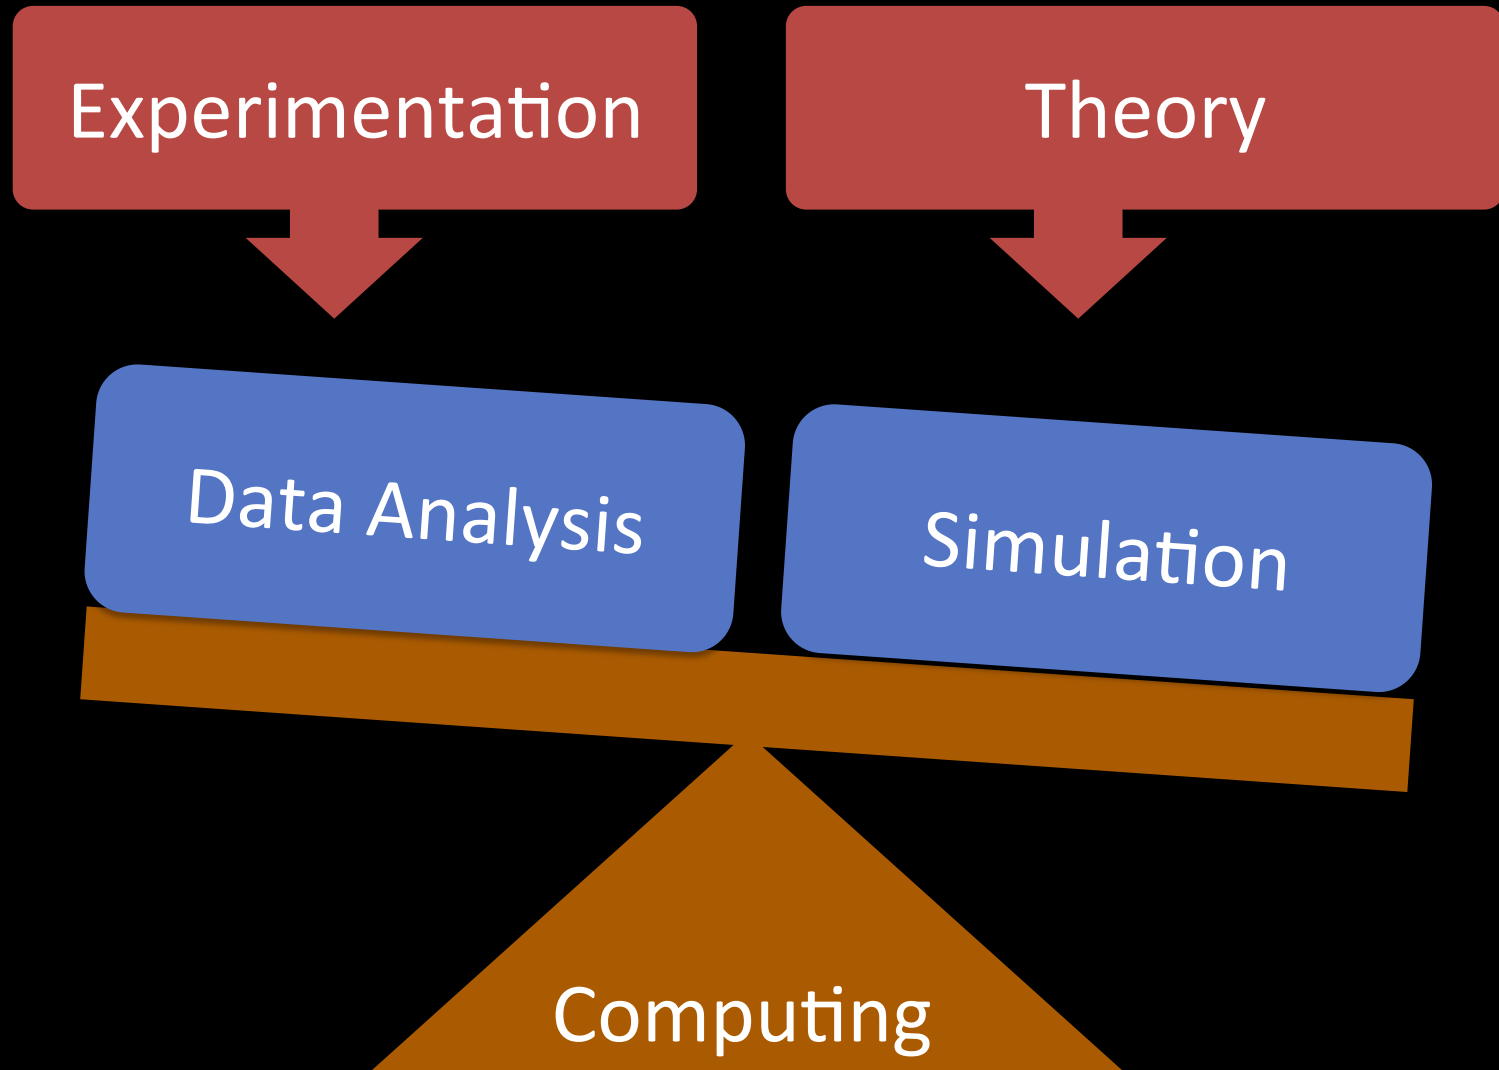 Experimentation
Theory
Data Analysis
Simulation
Computing